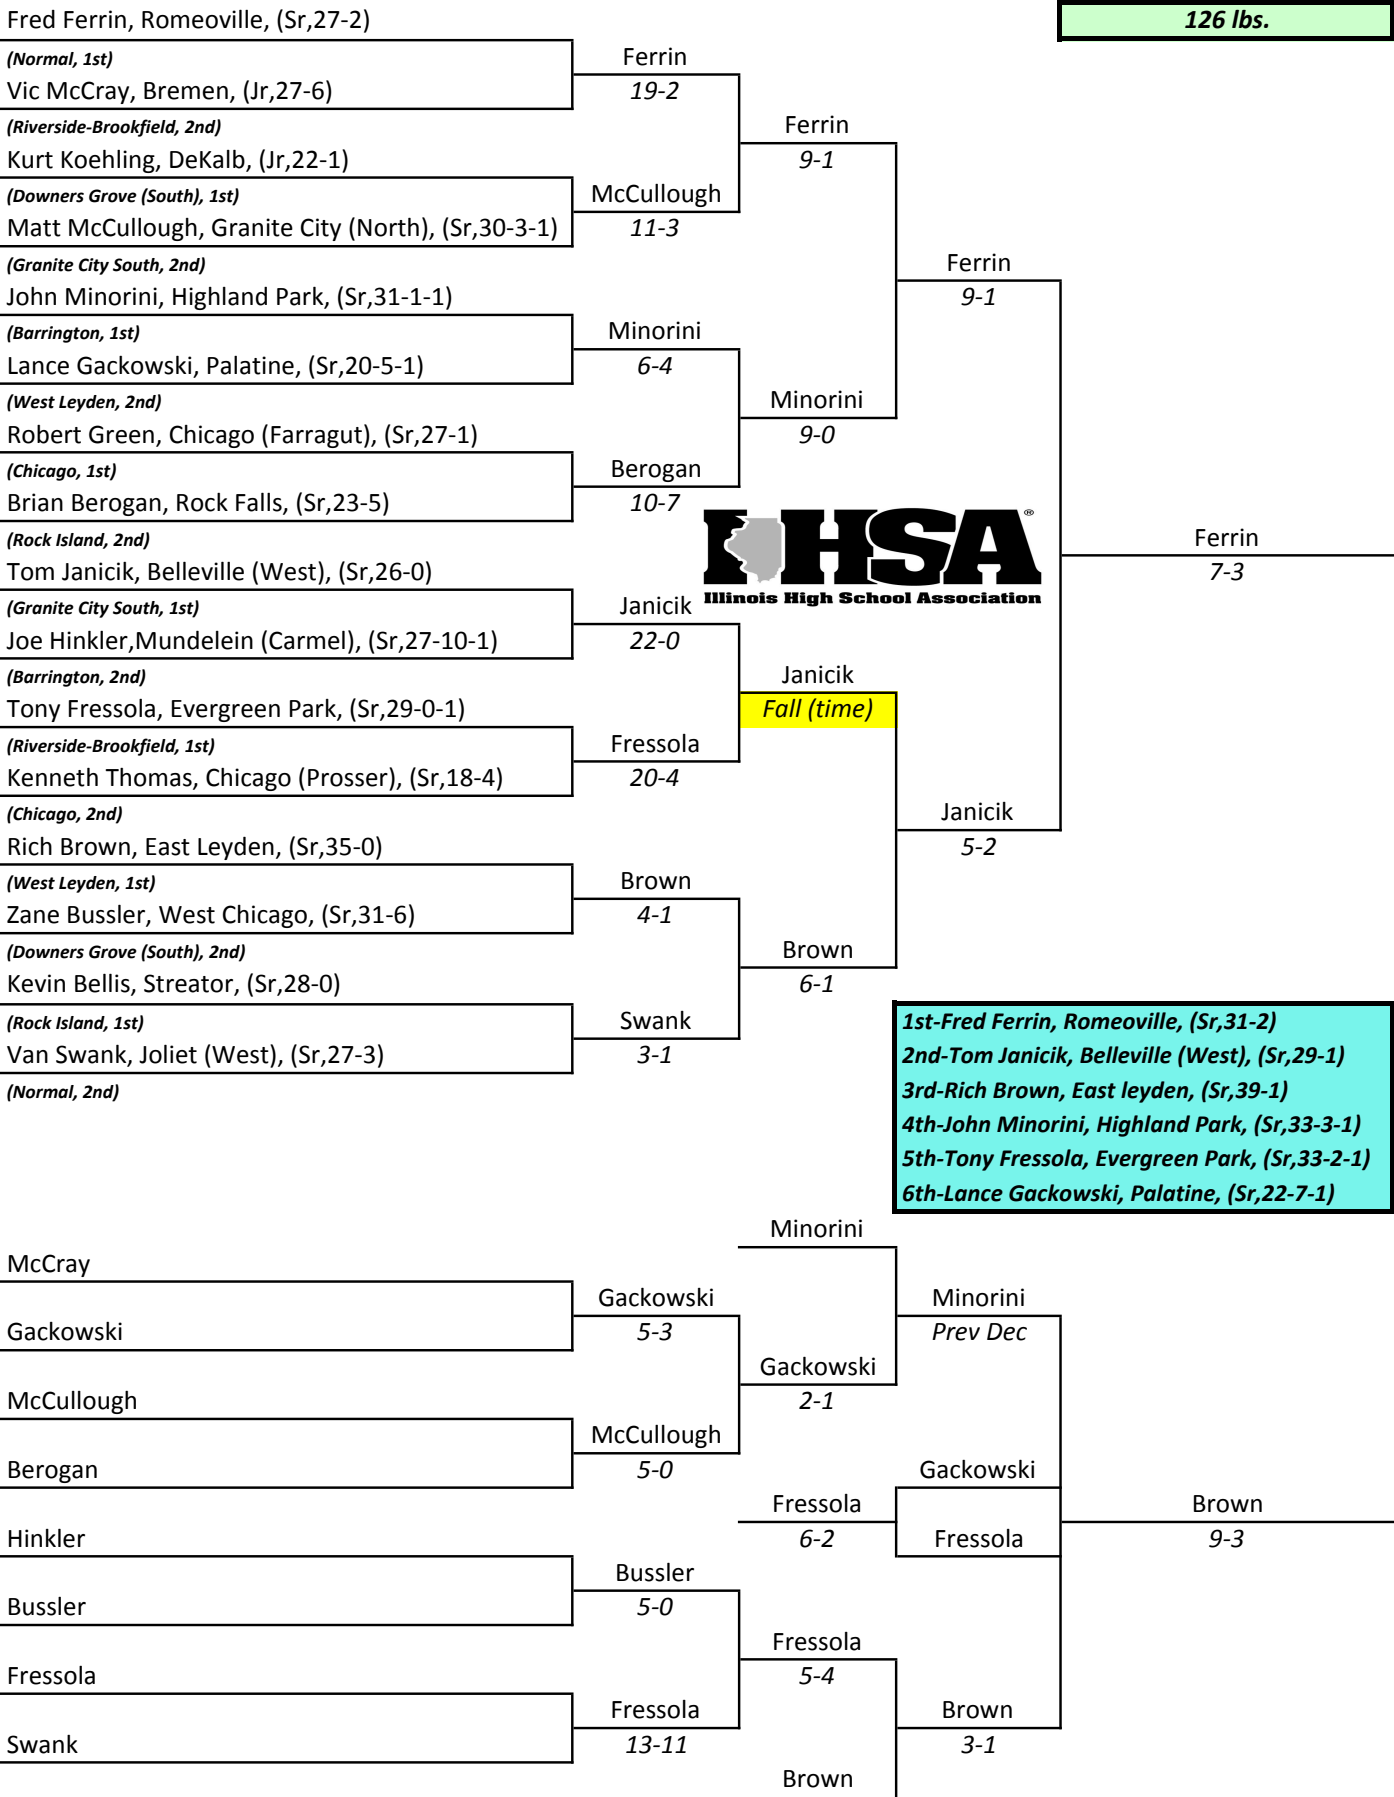 Fred Ferrin, Romeoville, (Sr,27-2)
126 lbs.
(Normal, 1st)
Ferrin
Vic McCray, Bremen, (Jr,27-6)
19-2
(Riverside-Brookfield, 2nd)
Ferrin
Kurt Koehling, DeKalb, (Jr,22-1)
9-1
(Downers Grove (South), 1st)
McCullough
Matt McCullough, Granite City (North), (Sr,30-3-1)
11-3
(Granite City South, 2nd)
Ferrin
John Minorini, Highland Park, (Sr,31-1-1)
9-1
(Barrington, 1st)
Minorini
Lance Gackowski, Palatine, (Sr,20-5-1)
6-4
(West Leyden, 2nd)
Minorini
Robert Green, Chicago (Farragut), (Sr,27-1)
9-0
(Chicago, 1st)
Berogan
Brian Berogan, Rock Falls, (Sr,23-5)
10-7
IHSA®
Illinois High School Association
(Rock Island, 2nd)
Ferrin
Tom Janicik, Belleville (West), (Sr,26-0)
7-3
(Granite City South, 1st)
Janicik
Joe Hinkler,Mundelein (Carmel), (Sr,27-10-1)
22-0
(Barrington, 2nd)
Janicik
Tony Fressola, Evergreen Park, (Sr,29-0-1)
Fall (time)
(Riverside-Brookfield, 1st)
Fressola
Kenneth Thomas, Chicago (Prosser), (Sr,18-4)
20-4
(Chicago, 2nd)
Janicik
Rich Brown, East Leyden, (Sr,35-0)
5-2
(West Leyden, 1st)
Brown
Zane Bussler, West Chicago, (Sr,31-6)
4-1
(Downers Grove (South), 2nd)
Brown
Kevin Bellis, Streator, (Sr,28-0)
6-1
(Rock Island, 1st)
Swank
Van Swank, Joliet (West), (Sr,27-3)
3-1
(Normal, 2nd)
1st-Fred Ferrin, Romeoville, (Sr,31-2)
2nd-Tom Janicik, Belleville (West), (Sr,29-1)
3rd-Rich Brown, East leyden, (Sr,39-1)
4th-John Minorini, Highland Park, (Sr,33-3-1)
5th-Tony Fressola, Evergreen Park, (Sr,33-2-1)
6th-Lance Gackowski, Palatine, (Sr,22-7-1)
Minorini
McCray
Gackowski
Minorini
Gackowski
5-3
Prev Dec
Gackowski
McCullough
2-1
McCullough
Berogan
5-0
Gackowski
Fressola
Brown
Hinkler
6-2
Fressola
9-3
Bussler
Bussler
5-0
Fressola
Fressola
5-4
Fressola
Brown
Swank
13-11
3-1
Brown